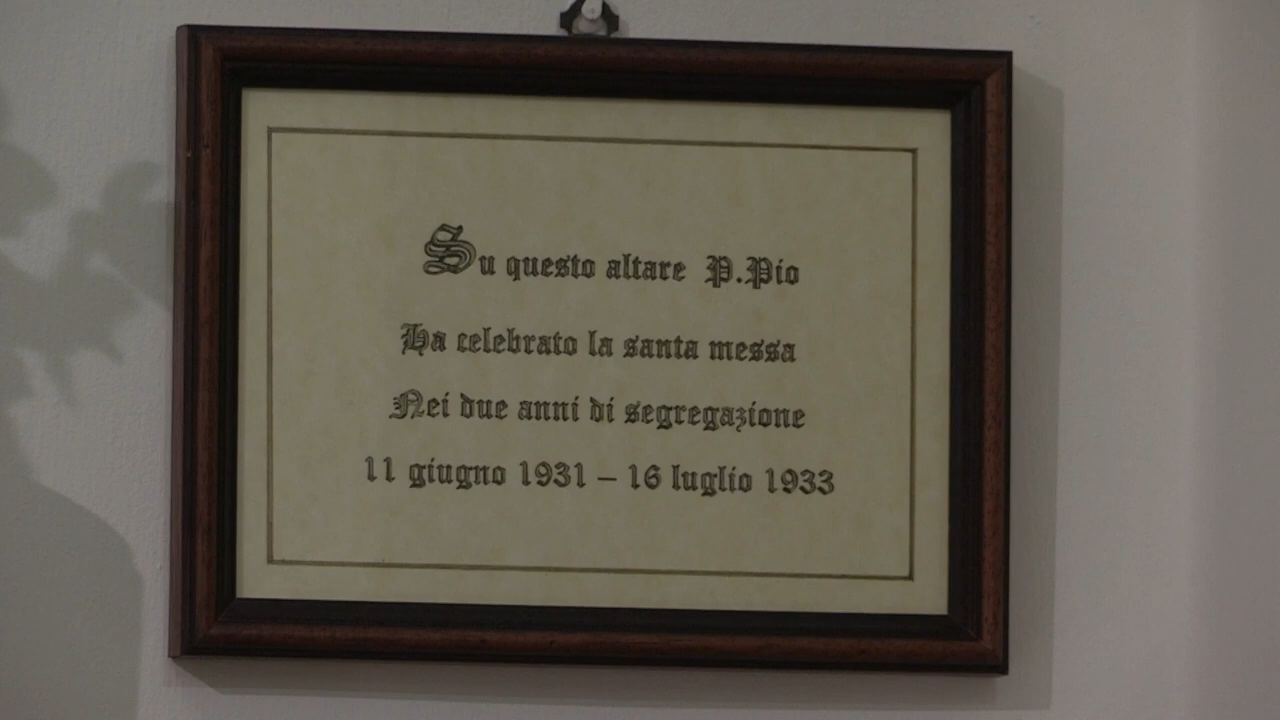 Su questo altare P.Pio
Ha celebrato la santa messa
Nei due anni di segregazione
11 giugno 1931 – 16 luglio 1933